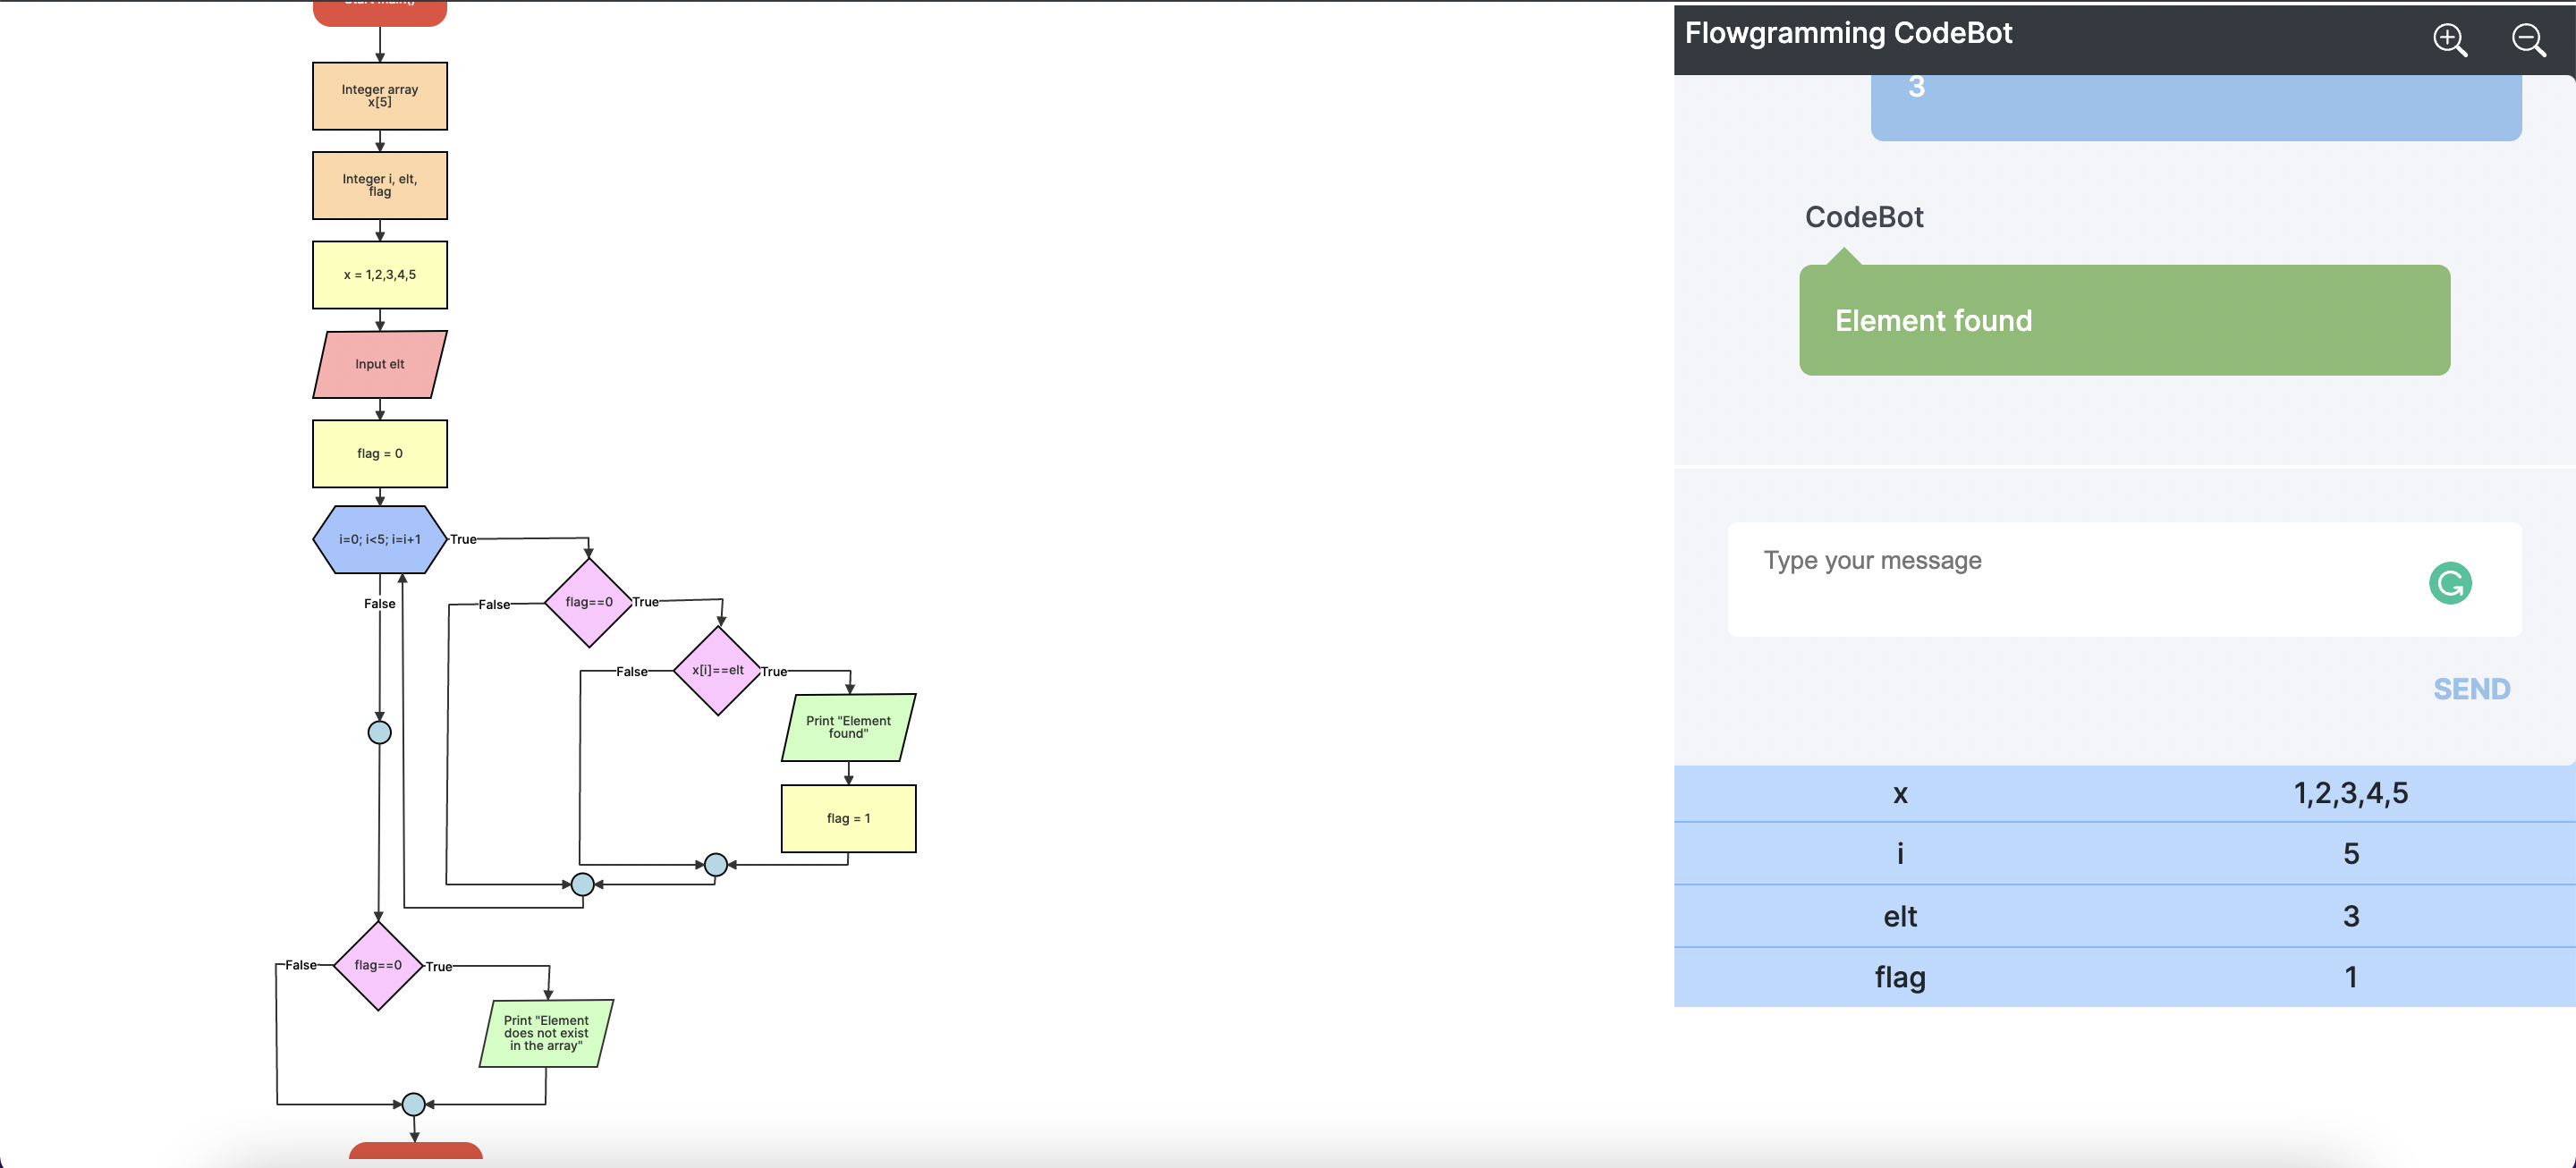 Start main()
Integer array
x[5]
Integer i, elt,
flag
x = 1,2,3,4,5
Input elt
flag = 0
i=0; i<5; i=i+1
True
False
flag==0
False
True
x[i]==elt
False
True
Print "Element
found"
flag = 1
flag==0
False
True
Print "Element
does not exist
in the array"
Flowgramming CodeBot
3
CodeBot
Element found
Type your message
SEND
x 1,2,3,4,5
i 5
elt 3
flag 1